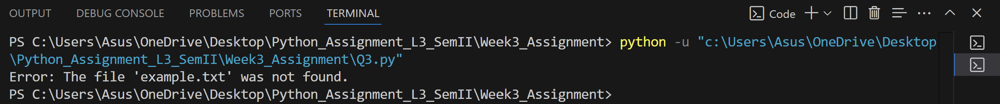 OUTPUT DEBUG CONSOLE PROBLEMS PORTS TERMINAL Code
PS C:\Users\Asus\OneDrive\Desktop\Python_Assignment_L3_SemII\Week3_Assignment> python -u "c:\Users\Asus\OneDrive\Desktop
\Python_Assignment_L3_SemII\Week3_Assignment\Q3.py"
Error: The file 'example.txt' was not found.
PS C:\Users\Asus\OneDrive\Desktop\Python_Assignment_L3_SemII\Week3_Assignment>